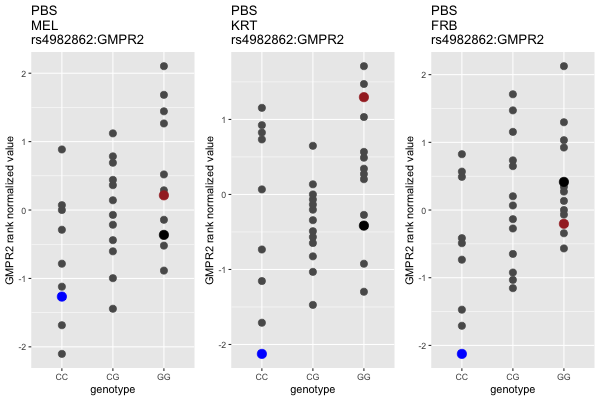 PBS
MEL
rs4982862:GMPR2
GMPR2 rank normalized value
2
1
0
-1
-2
CC CG GG
genotype
PBS
KRT
rs4982862:GMPR2
GMPR2 rank normalized value
1
0
-1
-2
CC CG GG
genotype
PBS
FRB
rs4982862:GMPR2
GMPR2 rank normalized value
2
1
0
-1
-2
CC CG GG
genotype